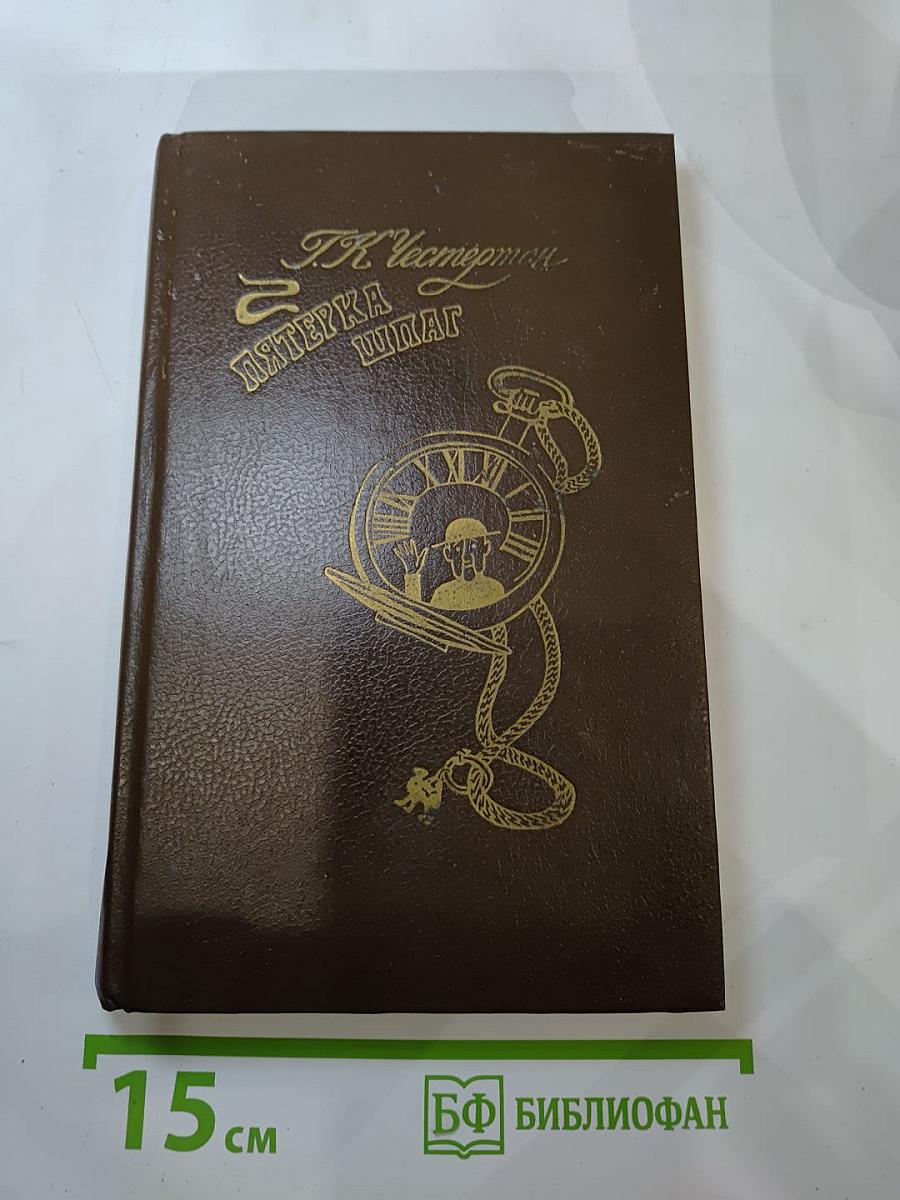 Г.К Честертон
ПЯТЕРКА
ШПАГ
15 см
БФ БИБЛИОФАН